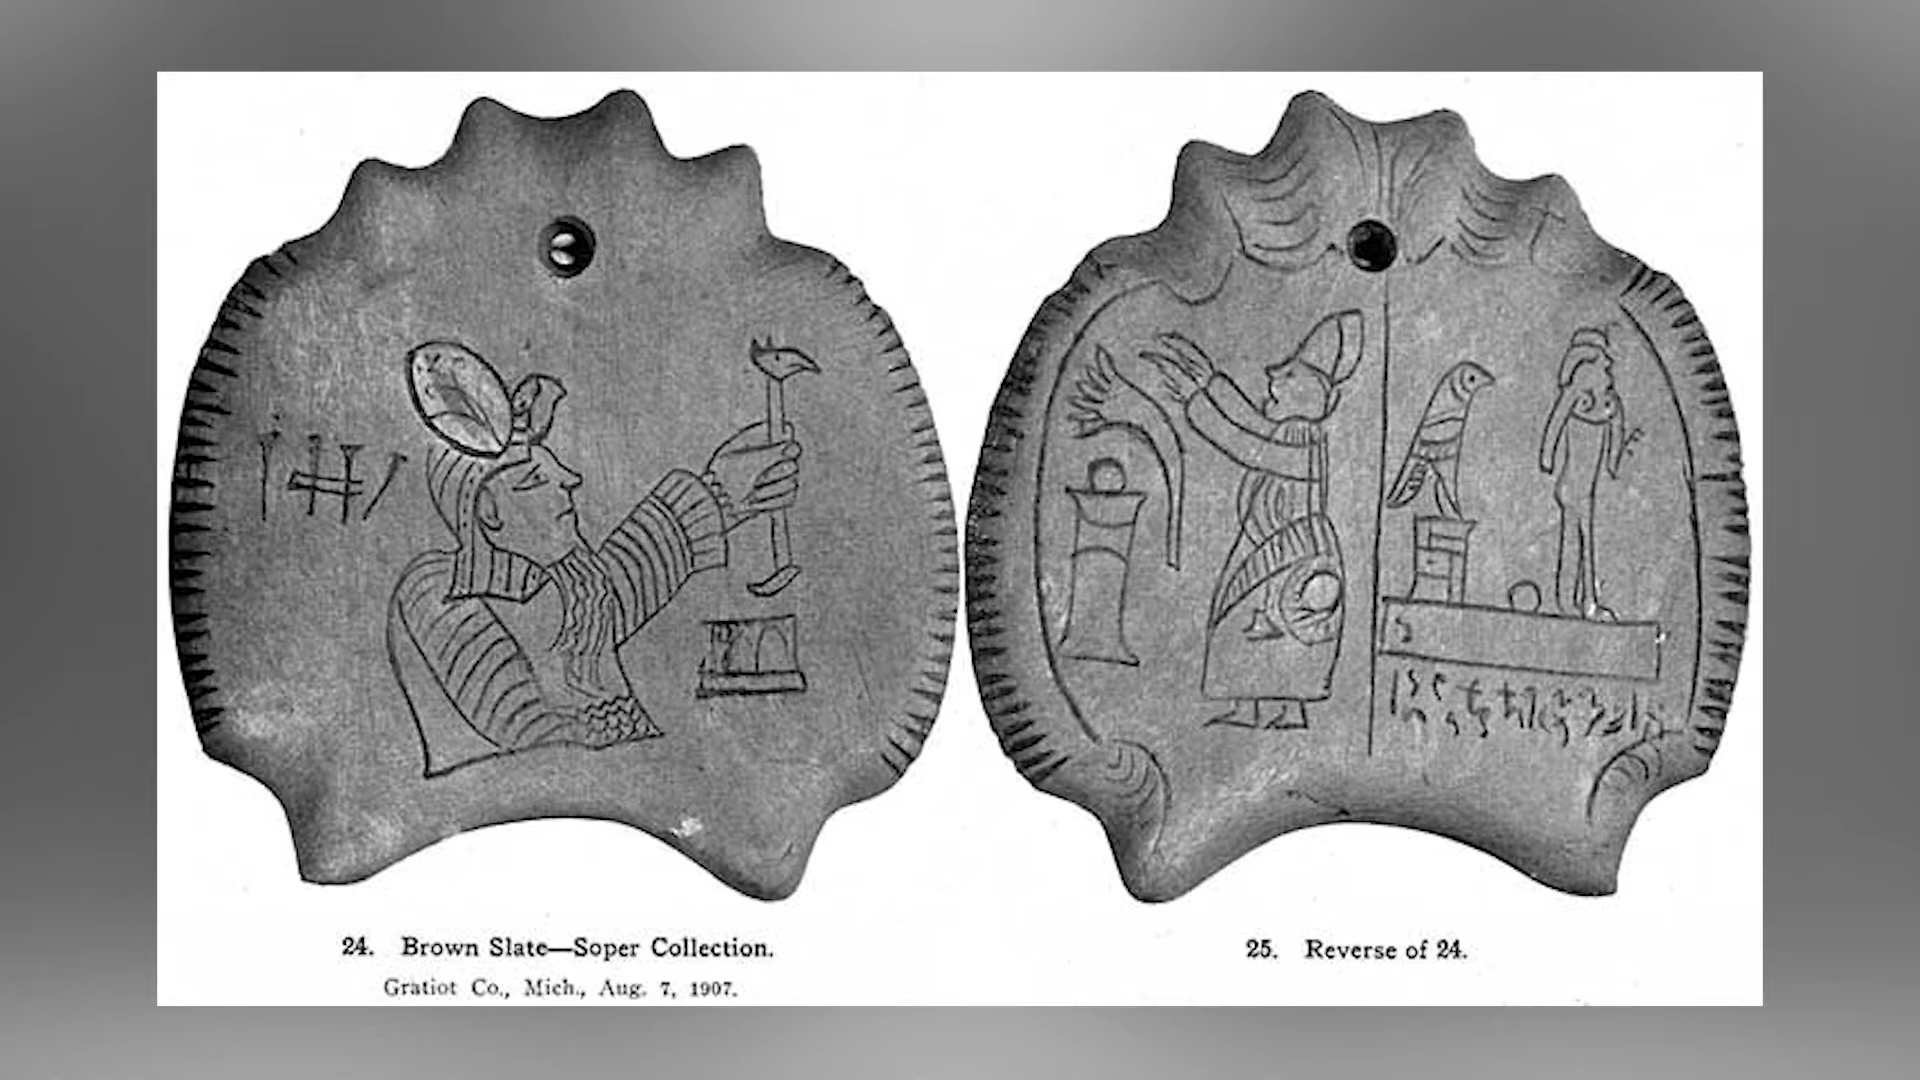 24. Brown Slate—Soper Collection.
Gratiot Co., Mich., Aug. 7, 1907.
25. Reverse of 24.